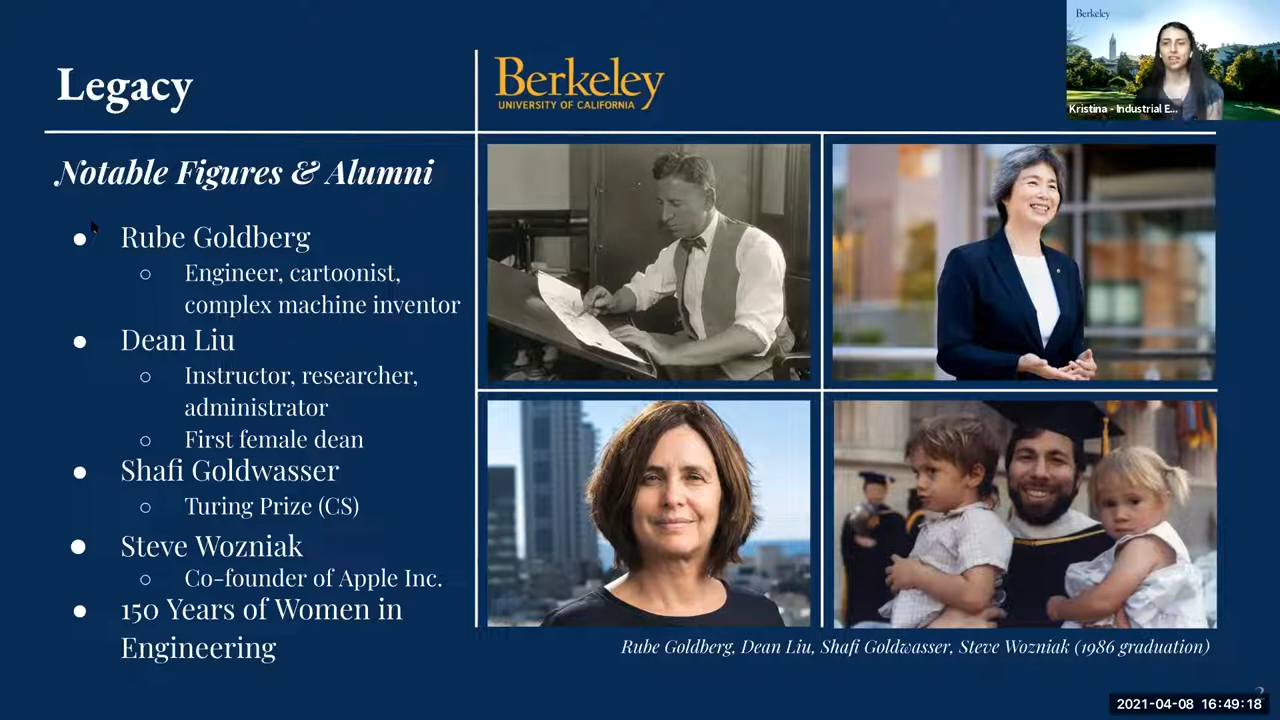 Legacy
Berkeley
UNIVERSITY OF CALIFORNIA
Berkeley
Kristina - Industrial E...
Notable Figures & Alumni
● Rube Goldberg
○ Engineer, cartoonist,
complex machine inventor
● Dean Liu
○ Instructor, researcher,
administrator
○ First female dean
● Shafi Goldwasser
○ Turing Prize (CS)
● Steve Wozniak
○ Co-founder of Apple Inc.
● 150 Years of Women in
Engineering
Rube Goldberg, Dean Liu, Shafi Goldwasser, Steve Wozniak (1986 graduation)
2
2021-04-08 16:49:18